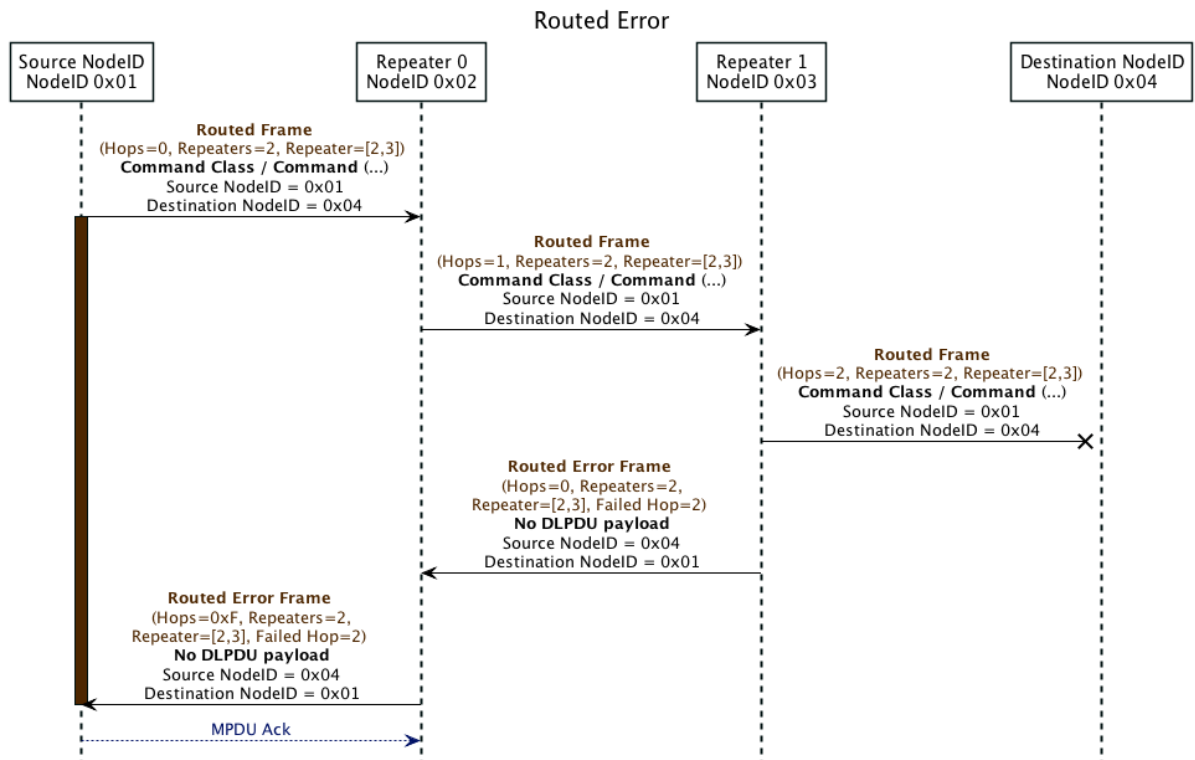 Routed Error
Source NodeID
NodeID 0x01
Repeater 0
NodeID 0x02
Repeater 1
NodeID 0x03
Destination NodeID
NodeID 0x04
Routed Frame
(Hops=0, Repeaters=2, Repeater=[2,3])
Command Class / Command (...)
Source NodeID = 0x01
Destination NodeID = 0x04
Routed Frame
(Hops=1, Repeaters=2, Repeater=[2,3])
Command Class / Command (...)
Source NodeID = 0x01
Destination NodeID = 0x04
Routed Frame
(Hops=2, Repeaters=2, Repeater=[2,3])
Command Class / Command (...)
Source NodeID = 0x01
Destination NodeID = 0x04
Routed Error Frame
(Hops=0, Repeaters=2,
Repeater=[2,3], Failed Hop=2)
No DLPDU payload
Source NodeID = 0x04
Destination NodeID = 0x01
Routed Error Frame
(Hops=0xF, Repeaters=2,
Repeater=[2,3], Failed Hop=2)
No DLPDU payload
Source NodeID = 0x04
Destination NodeID = 0x01
MPDU Ack